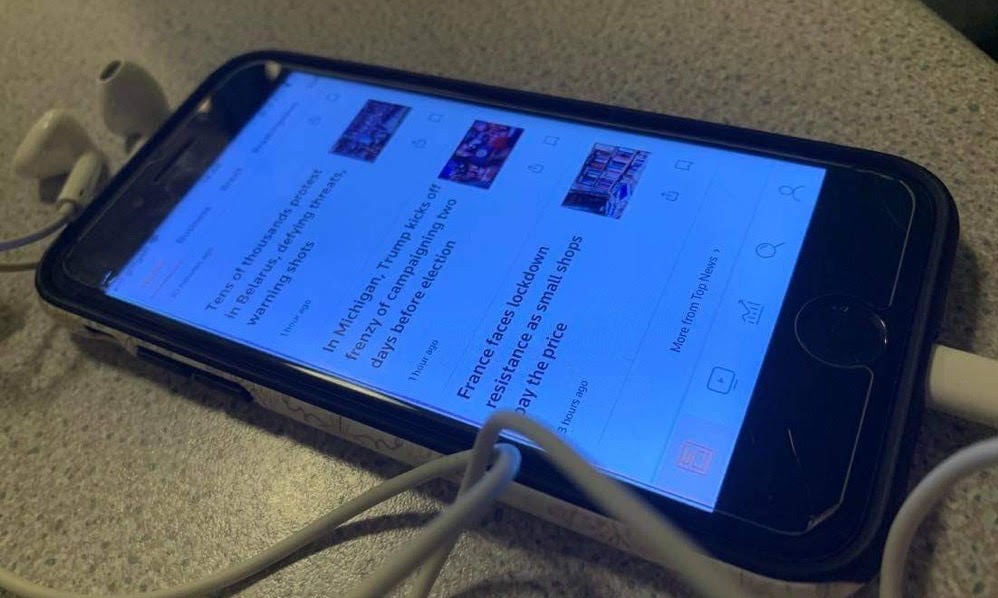 Business
Brexit
Tens of thousands protest
in Belarus, defying threats,
warning shots
1 hour ago
In Michigan, Trump kicks off
frenzy of campaigning two
days before election
1 hour ago
France faces lockdown
resistance as small shops
pay the price
3 hours ago
More from Top News ›